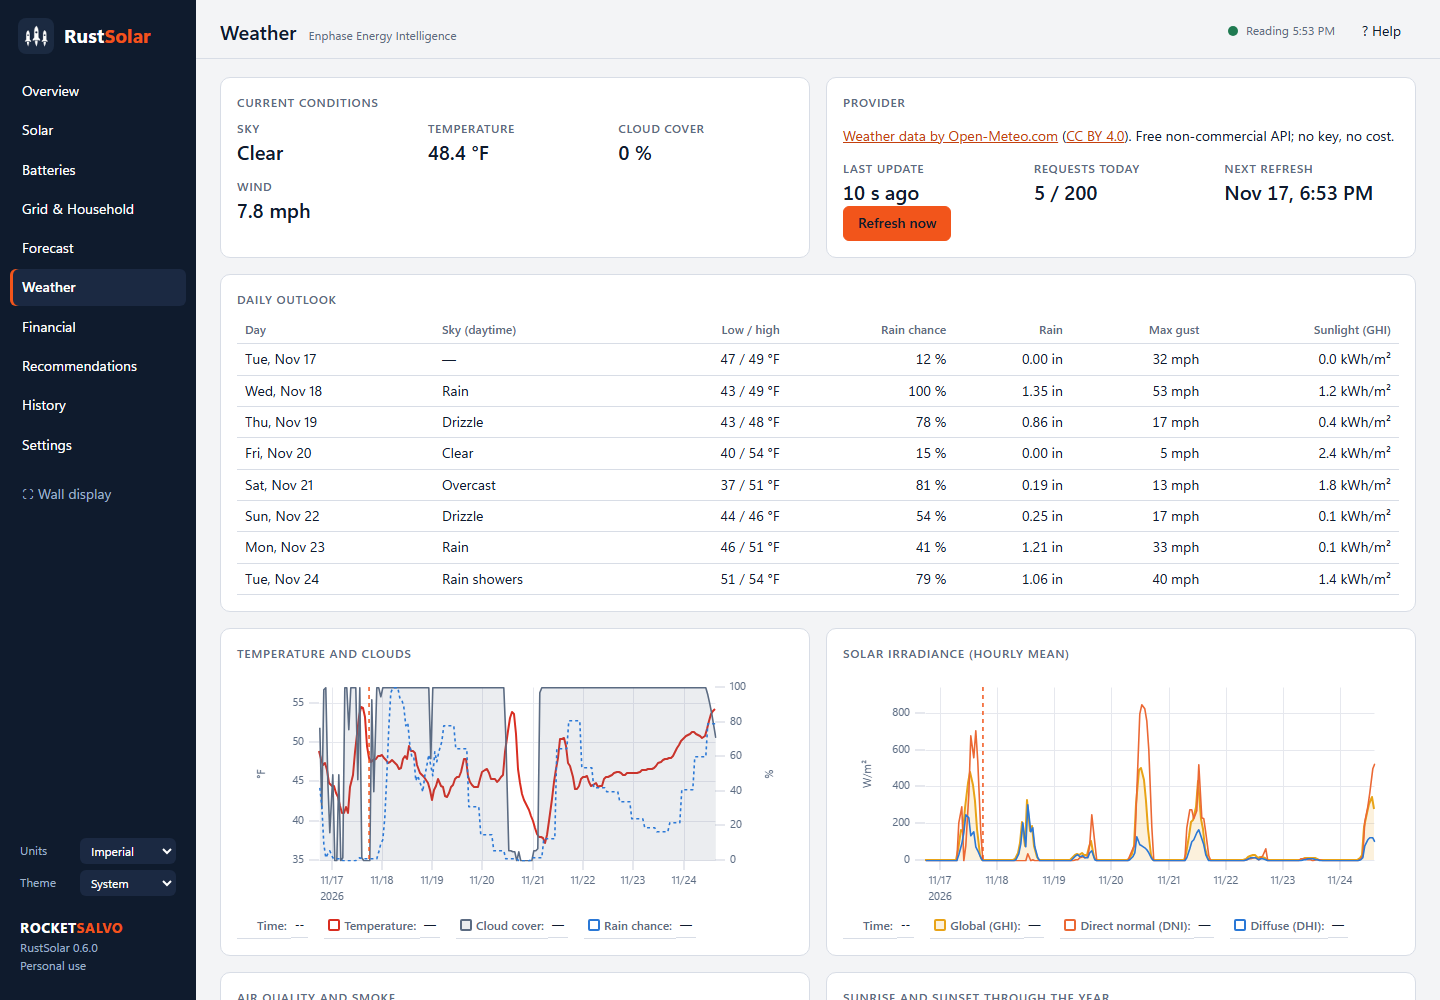 RustSolar
Overview
Solar
Batteries
Grid & Household
Forecast
Weather
Financial
Recommendations
History
Settings
Wall display
Units Imperial
Theme System
ROCKETSALVO
RustSolar 0.6.0
Personal use
Weather Enphase Energy Intelligence
Reading 5:53 PM ? Help
CURRENT CONDITIONS
SKY TEMPERATURE CLOUD COVER
Clear 48.4 °F 0 %
WIND
7.8 mph
PROVIDER
Weather data by Open-Meteo.com (CC BY 4.0). Free non-commercial API; no key, no cost.
LAST UPDATE REQUESTS TODAY NEXT REFRESH
10 s ago 5 / 200 Nov 17, 6:53 PM
Refresh now
DAILY OUTLOOK
Day Sky (daytime) Low / high Rain chance Rain Max gust Sunlight (GHI)
Tue, Nov 17 — 47 / 49 °F 12 % 0.00 in 32 mph 0.0 kWh/m²
Wed, Nov 18 Rain 43 / 49 °F 100 % 1.35 in 53 mph 1.2 kWh/m²
Thu, Nov 19 Drizzle 43 / 48 °F 78 % 0.86 in 17 mph 0.4 kWh/m²
Fri, Nov 20 Clear 40 / 54 °F 15 % 0.00 in 5 mph 2.4 kWh/m²
Sat, Nov 21 Overcast 37 / 51 °F 81 % 0.19 in 13 mph 1.8 kWh/m²
Sun, Nov 22 Drizzle 44 / 46 °F 54 % 0.25 in 17 mph 0.1 kWh/m²
Mon, Nov 23 Rain 46 / 51 °F 41 % 1.21 in 33 mph 0.1 kWh/m²
Tue, Nov 24 Rain showers 51 / 54 °F 79 % 1.06 in 40 mph 1.4 kWh/m²
TEMPERATURE AND CLOUDS
55
50
45
40
35
°F
100
80
60
40
20
0
%
11/17 11/18 11/19 11/20 11/21 11/22 11/23 11/24
2026
Time: -- Temperature: — Cloud cover: — Rain chance: —
SOLAR IRRADIANCE (HOURLY MEAN)
800
600
400
200
0
W/m²
11/17 11/18 11/19 11/20 11/21 11/22 11/23 11/24
2026
Time: -- Global (GHI): — Direct normal (DNI): — Diffuse (DHI): —
AIR QUALITY AND SMOKE
SUNRISE AND SUNSET THROUGH THE YEAR